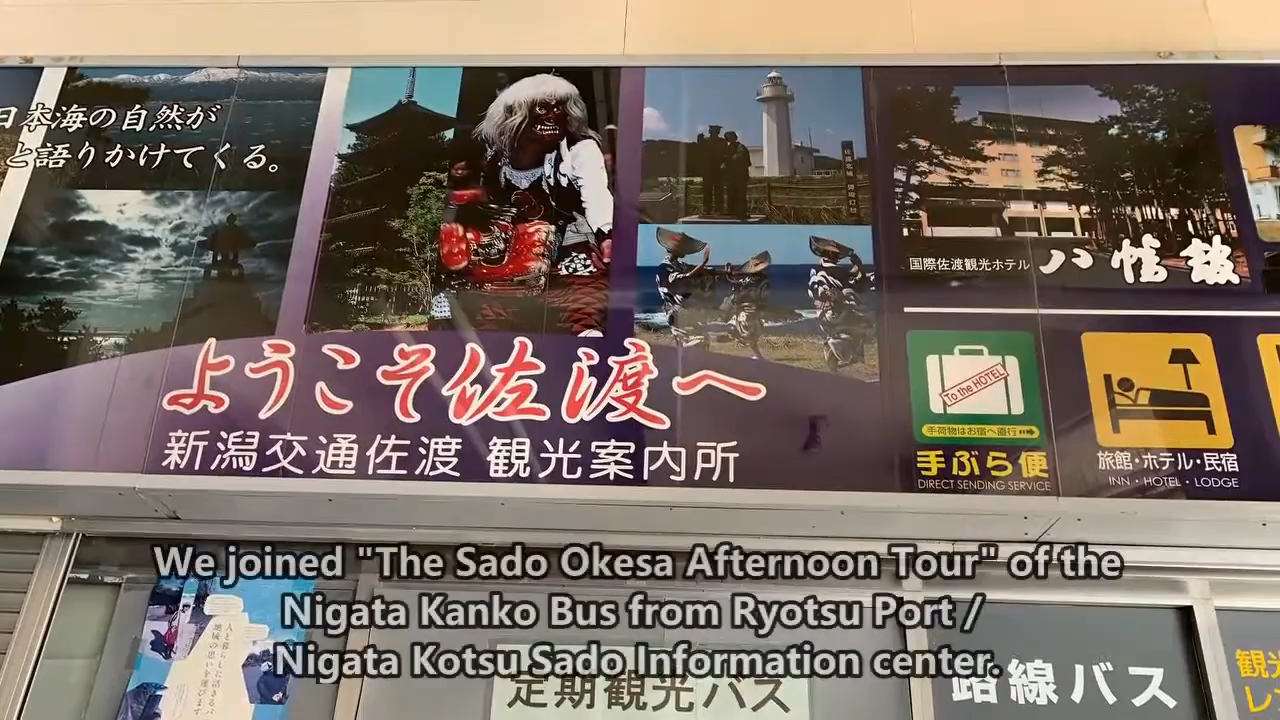 日本海の自然が
と語りかけてくる。
国際佐渡観光ホテル 八幡館
To the HOTEL
手荷物はお宿へ直行
手ぶら便
DIRECT SENDING SERVICE
旅館・ホテル・民宿
INN・HOTEL・LODGE
ようこそ佐渡へ
新潟交通佐渡 観光案内所
We joined "The Sado Okesa Afternoon Tour" of the
Nigata Kanko Bus from Ryotsu Port /
Nigata Kotsu Sado Information center.
定期観光バス
路線バス
観光
レン